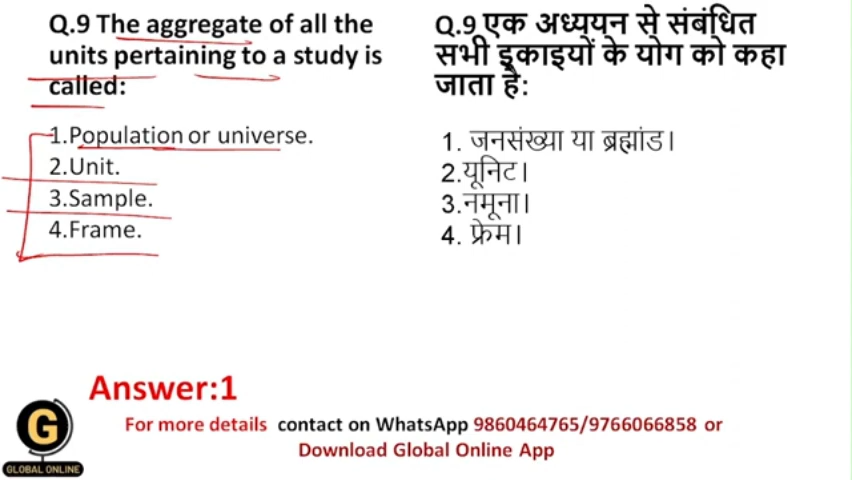 Q.9 The aggregate of all the
units pertaining to a study is
called:
1.Population or universe.
2.Unit.
3.Sample.
4.Frame.
Q.9 एक अध्ययन से संबंधित
सभी इकाइयों के योग को कहा
जाता है:
1. जनसंख्या या ब्रह्मांड।
2.यूनिट।
3.नमूना।
4. फ्रेम।
Answer:1
For more details contact on WhatsApp 9860464765/9766066858 or
Download Global Online App
G
GLOBAL ONLINE